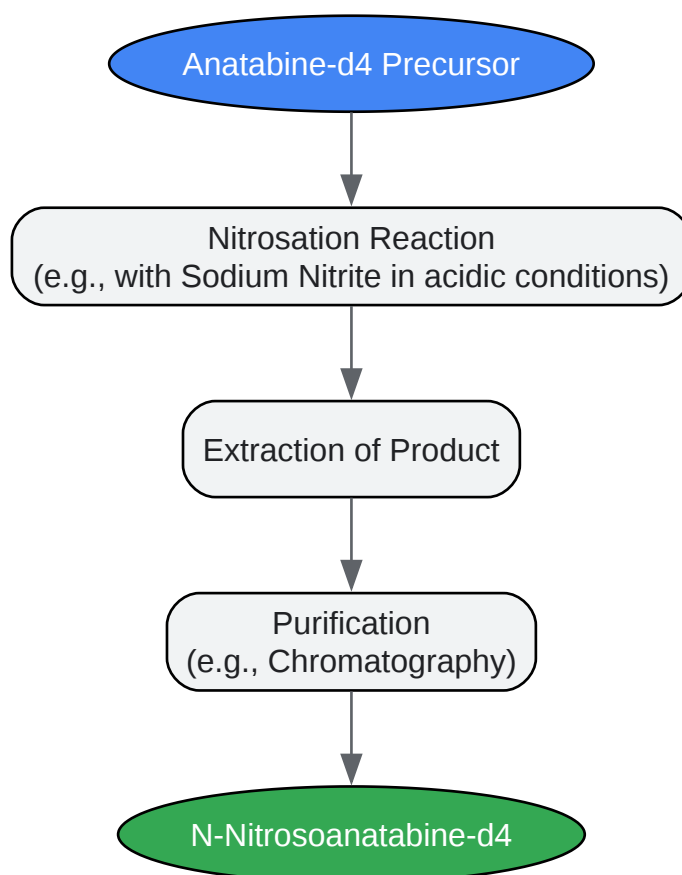 Anatabine-d4 Precursor
Nitrosation Reaction
(e.g., with Sodium Nitrite in acidic conditions)
Extraction of Product
Purification
(e.g., Chromatography)
N-Nitrosoanatabine-d4